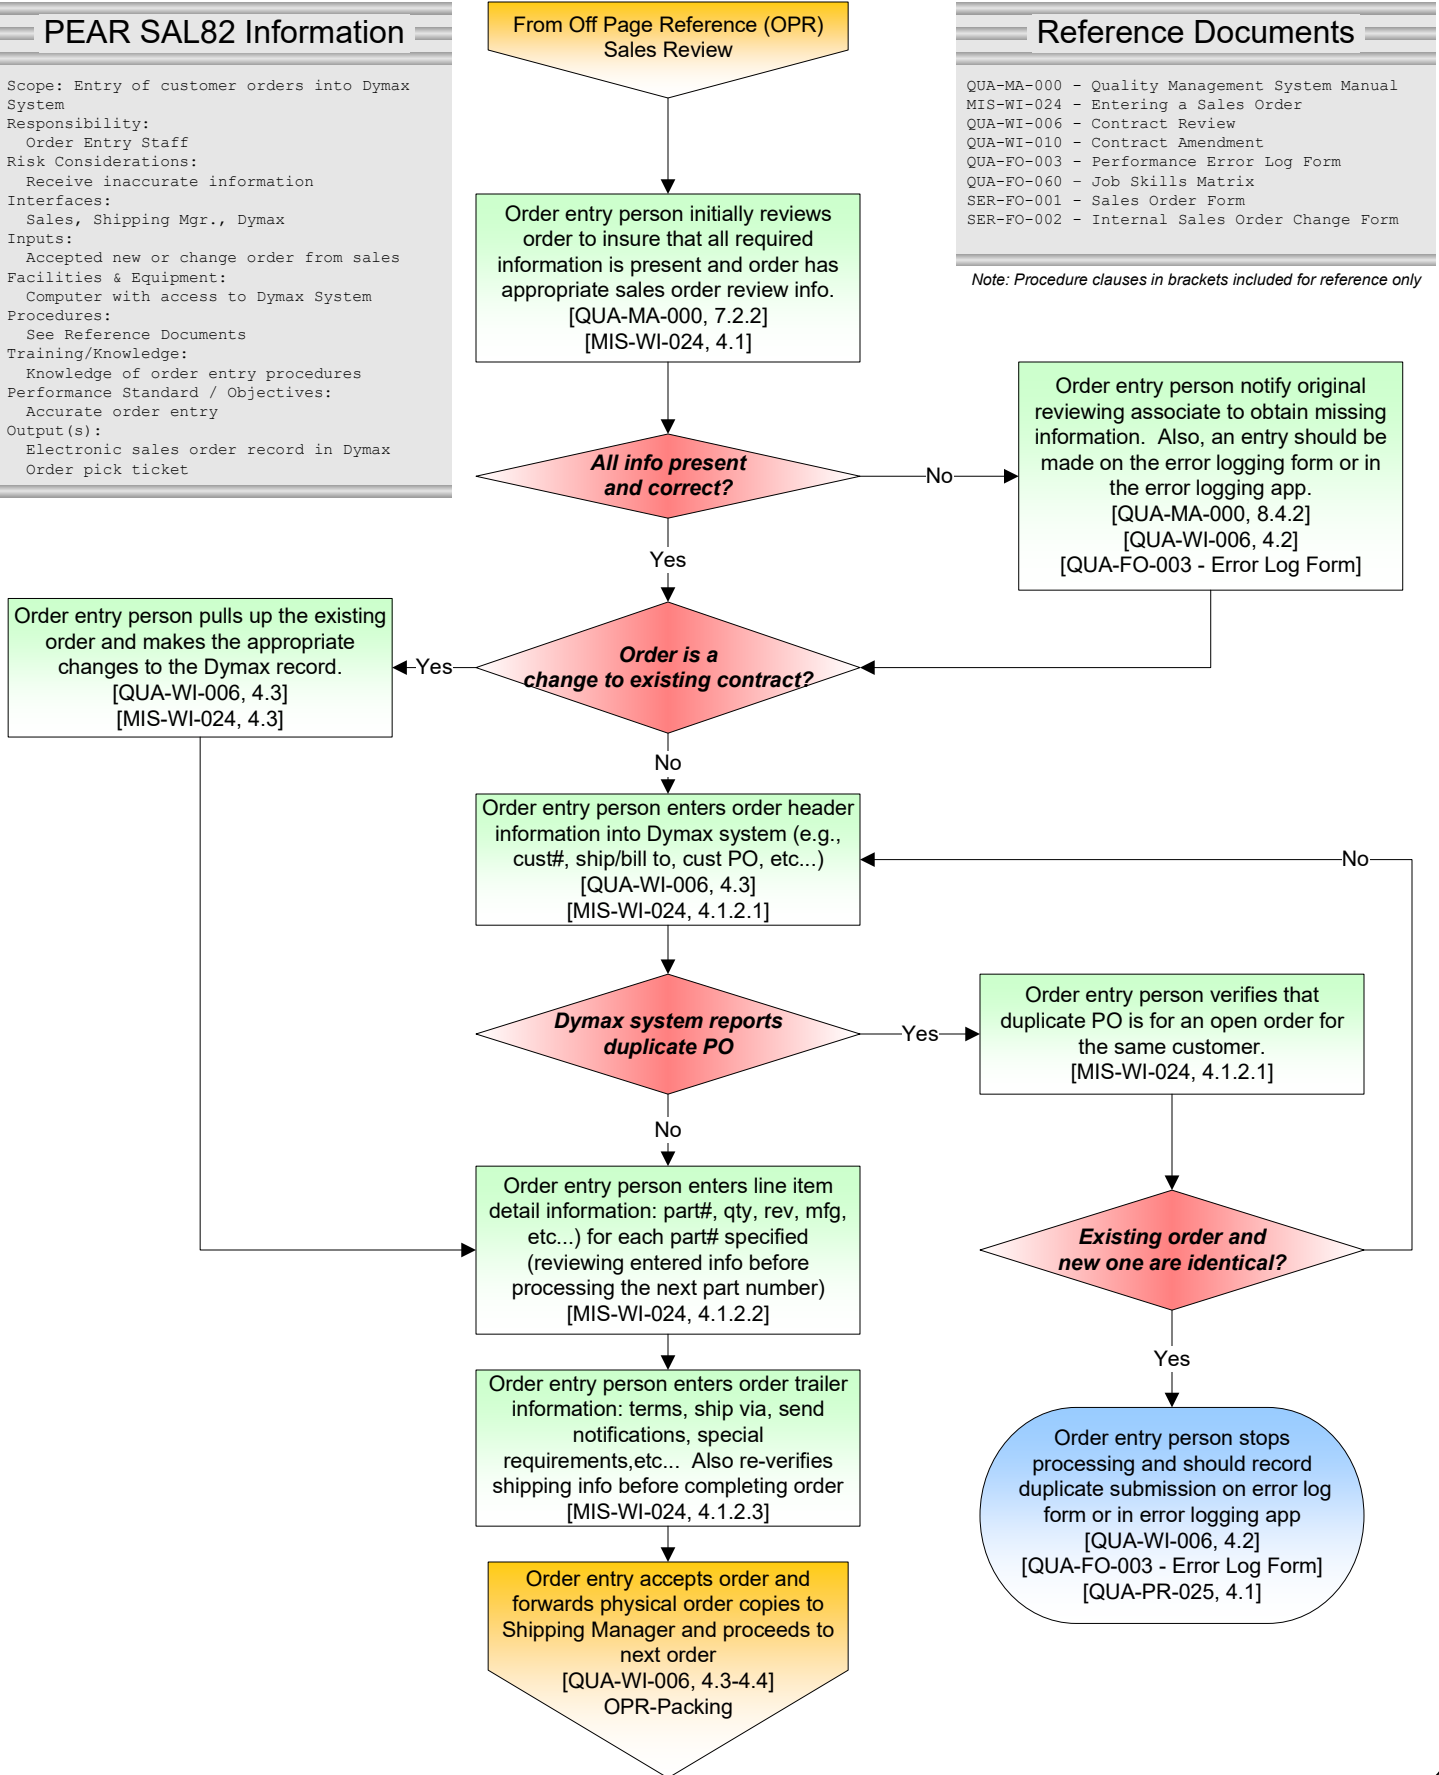 PEAR SAL82 Information
Scope: Entry of customer orders into Dymax
System
Responsibility:
Order Entry Staff
Risk Considerations:
Receive inaccurate information
Interfaces:
Sales, Shipping Mgr., Dymax
Inputs:
Accepted new or change order from sales
Facilities & Equipment:
Computer with access to Dymax System
Procedures:
See Reference Documents
Training/Knowledge:
Knowledge of order entry procedures
Performance Standard / Objectives:
Accurate order entry
Output(s):
Electronic sales order record in Dymax
Order pick ticket
From Off Page Reference (OPR)
Sales Review
Reference Documents
QUA-MA-000 - Quality Management System Manual
MIS-WI-024 - Entering a Sales Order
QUA-WI-006 - Contract Review
QUA-WI-010 - Contract Amendment
QUA-FO-003 - Performance Error Log Form
QUA-FO-060 – Job Skills Matrix
SER-FO-001 - Sales Order Form
SER-FO-002 - Internal Sales Order Change Form
Note: Procedure clauses in brackets included for reference only
Order entry person initially reviews
order to insure that all required
information is present and order has
appropriate sales order review info.
[QUA-MA-000, 7.2.2]
[MIS-WI-024, 4.1]
All info present
and correct?
No
Order entry person notify original
reviewing associate to obtain missing
information.  Also, an entry should be
made on the error logging form or in
the error logging app.
[QUA-MA-000, 8.4.2]
[QUA-WI-006, 4.2]
[QUA-FO-003 - Error Log Form]
Yes
Order is a
change to existing contract?
Yes
Order entry person pulls up the existing
order and makes the appropriate
changes to the Dymax record.
[QUA-WI-006, 4.3]
[MIS-WI-024, 4.3]
No
Order entry person enters order header
information into Dymax system (e.g.,
cust#, ship/bill to, cust PO, etc...)
[QUA-WI-006, 4.3]
[MIS-WI-024, 4.1.2.1]
No
Dymax system reports
duplicate PO
Yes
Order entry person verifies that
duplicate PO is for an open order for
the same customer.
[MIS-WI-024, 4.1.2.1]
No
Order entry person enters line item
detail information: part#, qty, rev, mfg,
etc...) for each part# specified
(reviewing entered info before
processing the next part number)
[MIS-WI-024, 4.1.2.2]
Existing order and
new one are identical?
Yes
Order entry person enters order trailer
information: terms, ship via, send
notifications, special
requirements,etc...  Also re-verifies
shipping info before completing order
[MIS-WI-024, 4.1.2.3]
Order entry person stops
processing and should record
duplicate submission on error log
form or in error logging app
[QUA-WI-006, 4.2]
[QUA-FO-003 - Error Log Form]
[QUA-PR-025, 4.1]
Order entry accepts order and
forwards physical order copies to
Shipping Manager and proceeds to
next order
[QUA-WI-006, 4.3-4.4]
OPR-Packing